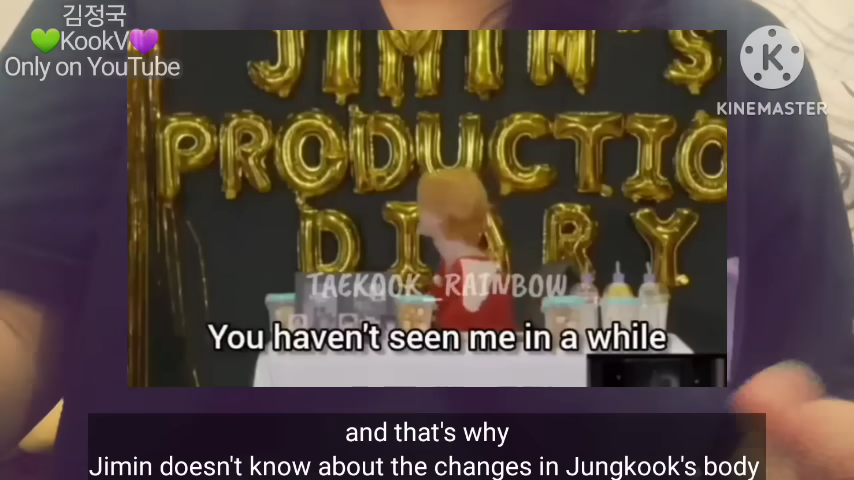 김정국
💚KookV💜
Only on YouTube
KINEMASTER
JIMIN'S
PRODUCTIO
DIARY
TAEKOOK_RAINBOW
You haven't seen me in a while
and that's why
Jimin doesn't know about the changes in Jungkook's body